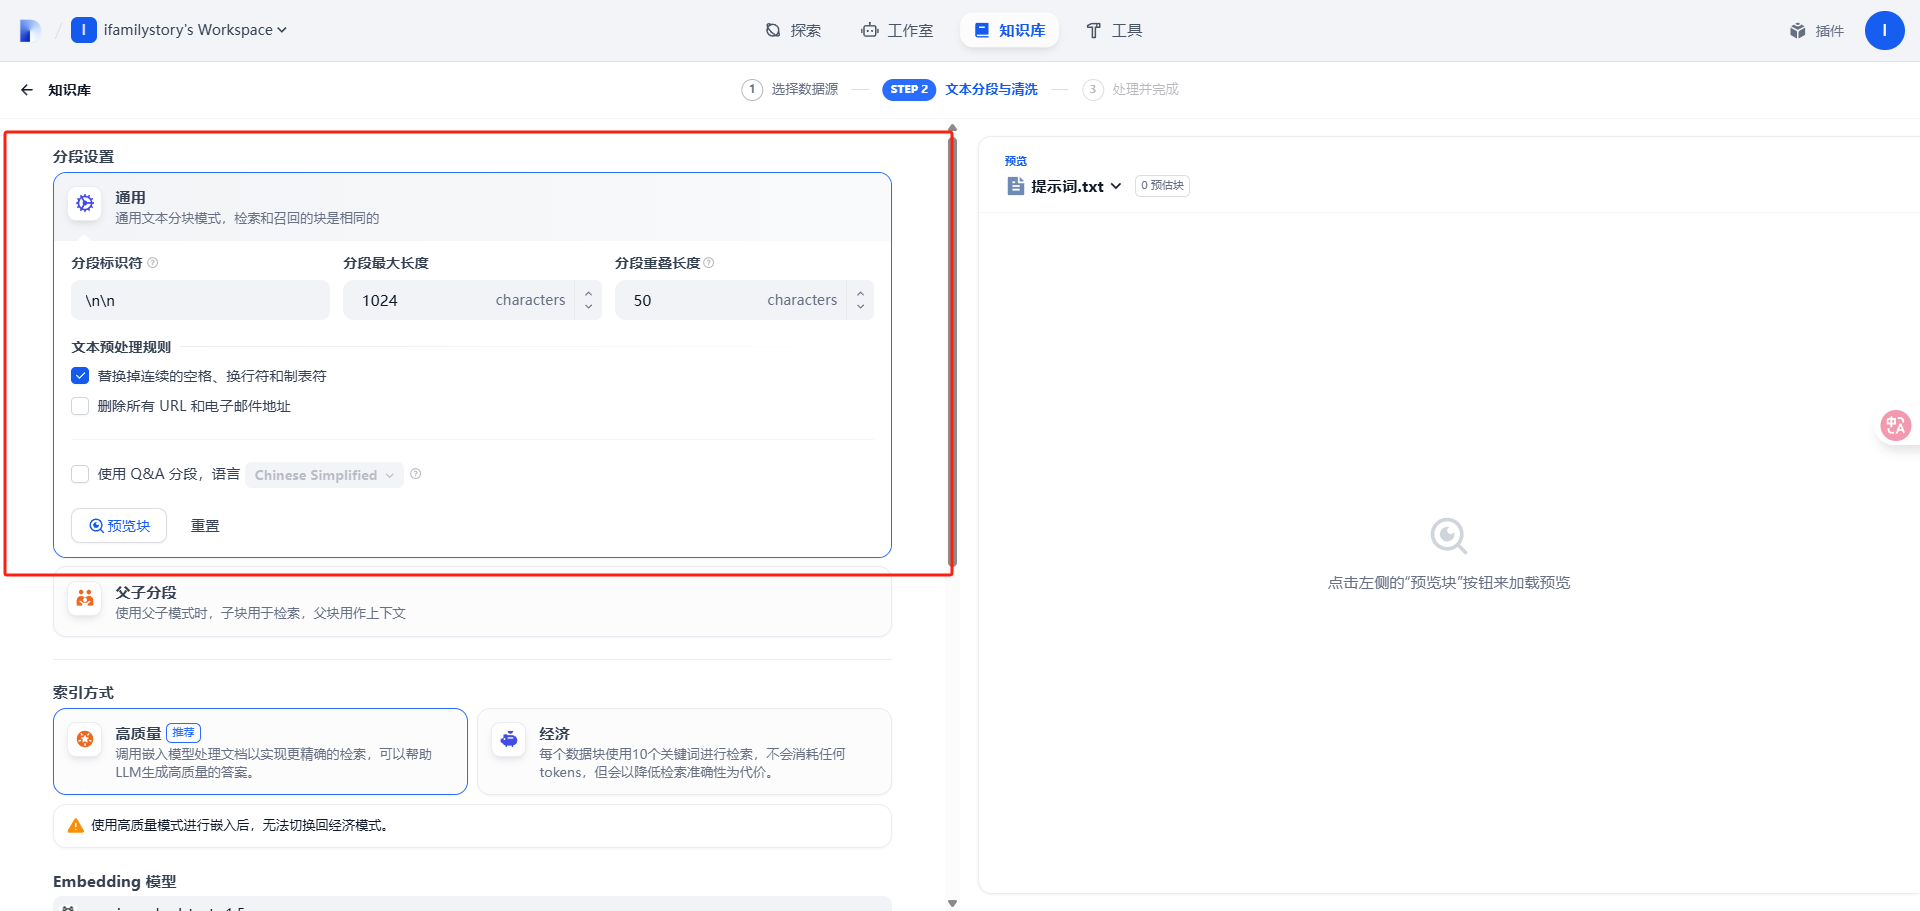 I
ifamilystory's Workspace
探索
工作室
知识库
工具
插件
I
知识库
1 选择数据源
STEP 2 文本分段与清洗
3 处理并完成
分段设置
通用
通用文本分块模式，检索和召回的块是相同的
分段标识符
分段最大长度
分段重叠长度
\n\n
1024 characters
50 characters
文本预处理规则
替换掉连续的空格、换行符和制表符
删除所有 URL 和电子邮件地址
使用 Q&A 分段，语言 Chinese Simplified
预览块
重置
父子分段
使用父子模式时，子块用于检索，父块用作上下文
索引方式
高质量 推荐
调用嵌入模型处理文档以实现更精确的检索，可以帮助
LLM生成高质量的答案。
经济
每个数据块使用10个关键词进行检索，不会消耗任何
tokens，但会以降低检索准确性为代价。
使用高质量模式进行嵌入后，无法切换回经济模式。
Embedding 模型
预览
提示词.txt
0 预估块
点击左侧的“预览块”按钮来加载预览
中A